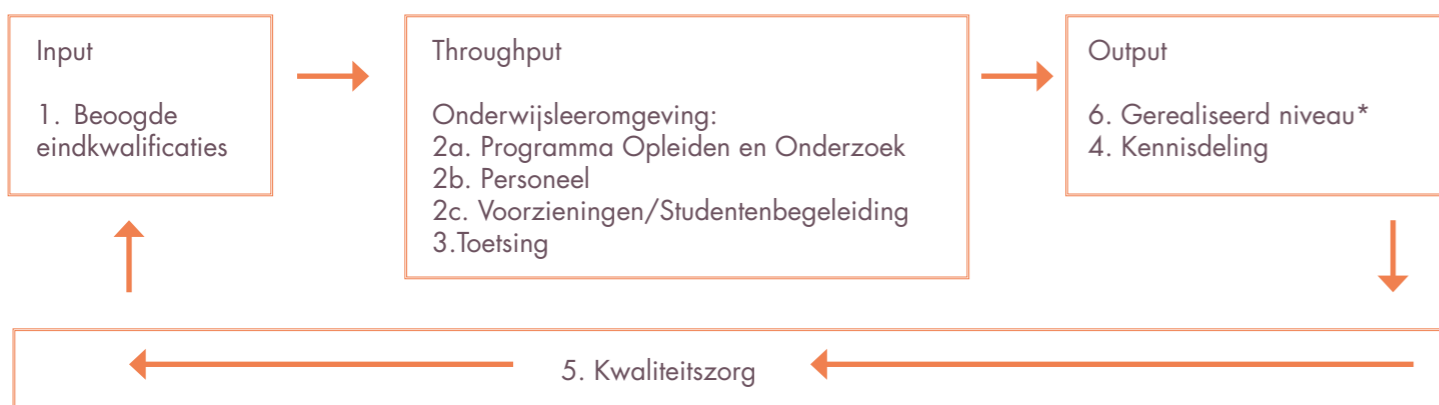 Input
1. Beoogde
eindkwalificaties
Throughput
Onderwijsleeromgeving:
2a. Programma Opleiden en Onderzoek
2b. Personeel
2c. Voorzieningen/Studentenbegeleiding
3.Toetsing
Output
6. Gerealiseerd niveau*
4. Kennisdeling
5. Kwaliteitszorg